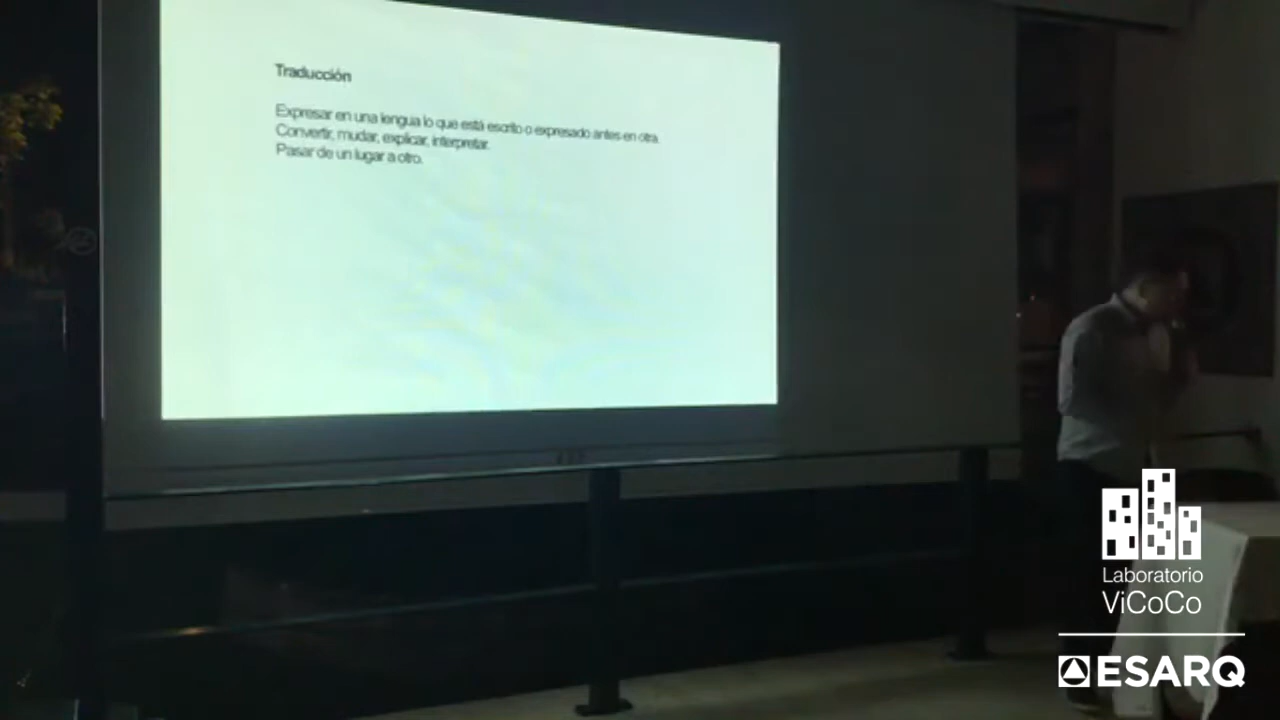 Traducción
Expresar en una lengua lo que está escrito o expresado antes en otra.
Convertir, mudar, explicar, interpretar.
Pasar de un lugar a otro.
Laboratorio
ViCoCo
ESARQ